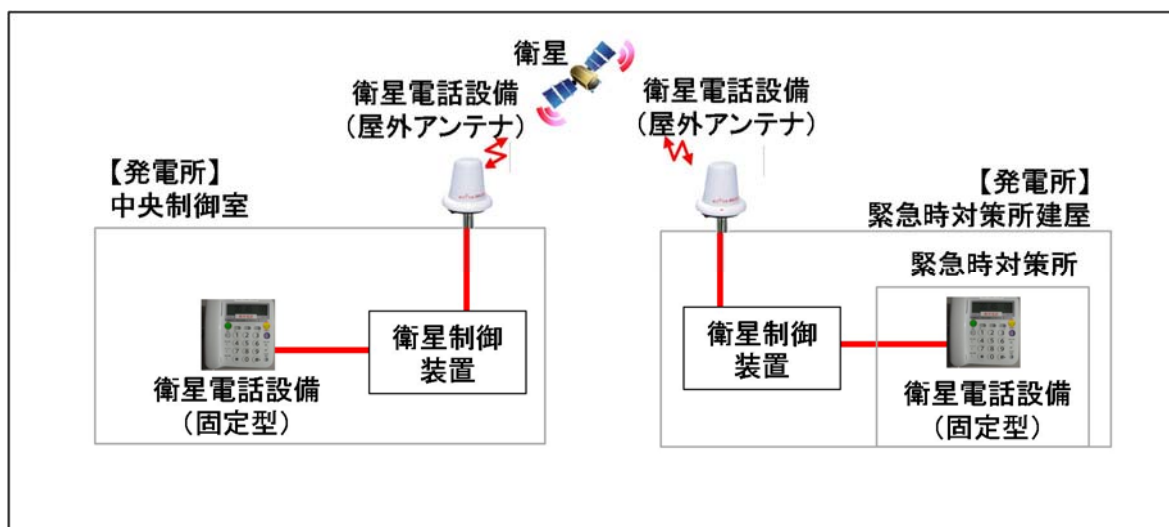 衛星
衛星電話設備
（屋外アンテナ）
衛星電話設備
（屋外アンテナ）
【発電所】
中央制御室
【発電所】
緊急時対策所建屋
緊急時対策所
衛星制御
装置
衛星電話設備
（固定型）
衛星制御
装置
衛星電話設備
（固定型）